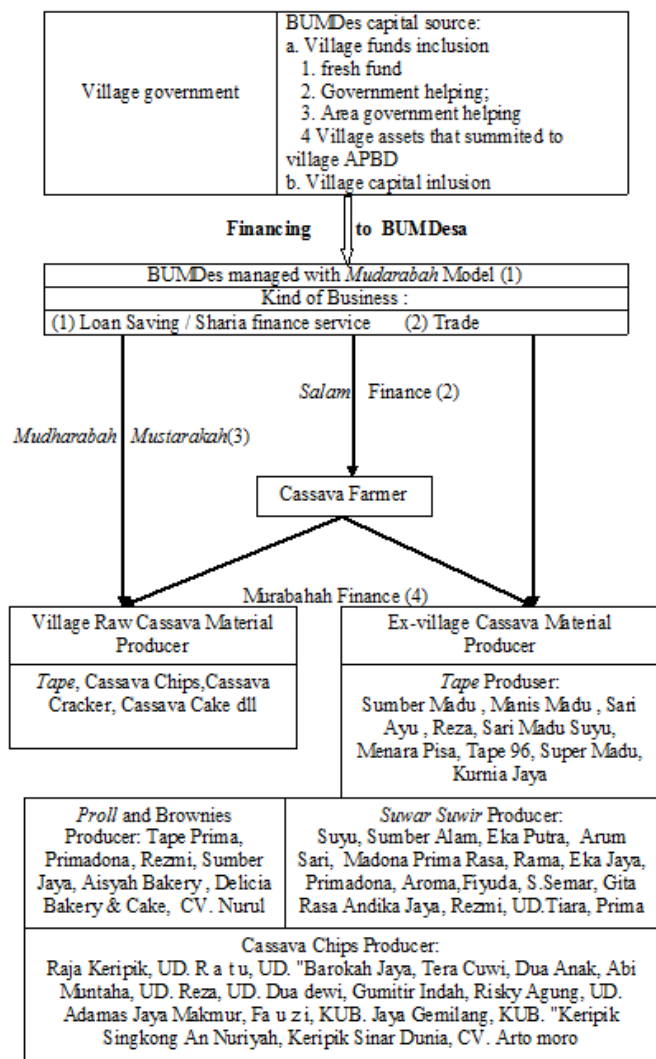 Village government
BUMDes capital source:
a. Village funds inclusion
1. fresh fund
2. Government helping;
3. Area government helping
4 Village assets that summited to
village APBD
b. Village capital inlusion
Financing to BUMDesa
BUMDes managed with Mudarabah Model (1)
Kind of Business :
(1) Loan Saving / Sharia finance service (2) Trade
Salam Finance (2)
Mudharabah Mustarakah(3)
Cassava Farmer
Murabahah Finance (4)
Village Raw Cassava Material
Producer
Tape, Cassava Chips,Cassava
Cracker, Cassava Cake dll
Ex-village Cassava Material
Producer
Tape Produser:
Sumber Madu , Manis Madu , Sari
Ayu , Reza, Sari Madu Suyu,
Menara Pisa, Tape 96, Super Madu,
Kurnia Jaya
Proll and Brownies
Producer: Tape Prima,
Primadona, Rezmi, Sumber
Jaya, Aisyah Bakery , Delicia
Bakery & Cake, CV. Nurul
Suwar Suwir Producer:
Suyu, Sumber Alam, Eka Putra, Arum
Sari, Madona Prima Rasa, Rama, Eka Jaya,
Primadona, Aroma,Fiyuda, S.Semar, Gita
Rasa Andika Jaya, Rezmi, UD.Tiara, Prima
Cassava Chips Producer:
Raja Keripik, UD. R a t u, UD. "Barokah Jaya, Tera Cuwi, Dua Anak, Abi
Muntaha, UD. Reza, UD. Dua dewi, Gumitir Indah, Risky Agung, UD.
Adamas Jaya Makmur, Fa u z i, KUB. Jaya Gemilang, KUB. "Keripik
Singkong An Nuriyah, Keripik Sinar Dunia, CV. Arto moro